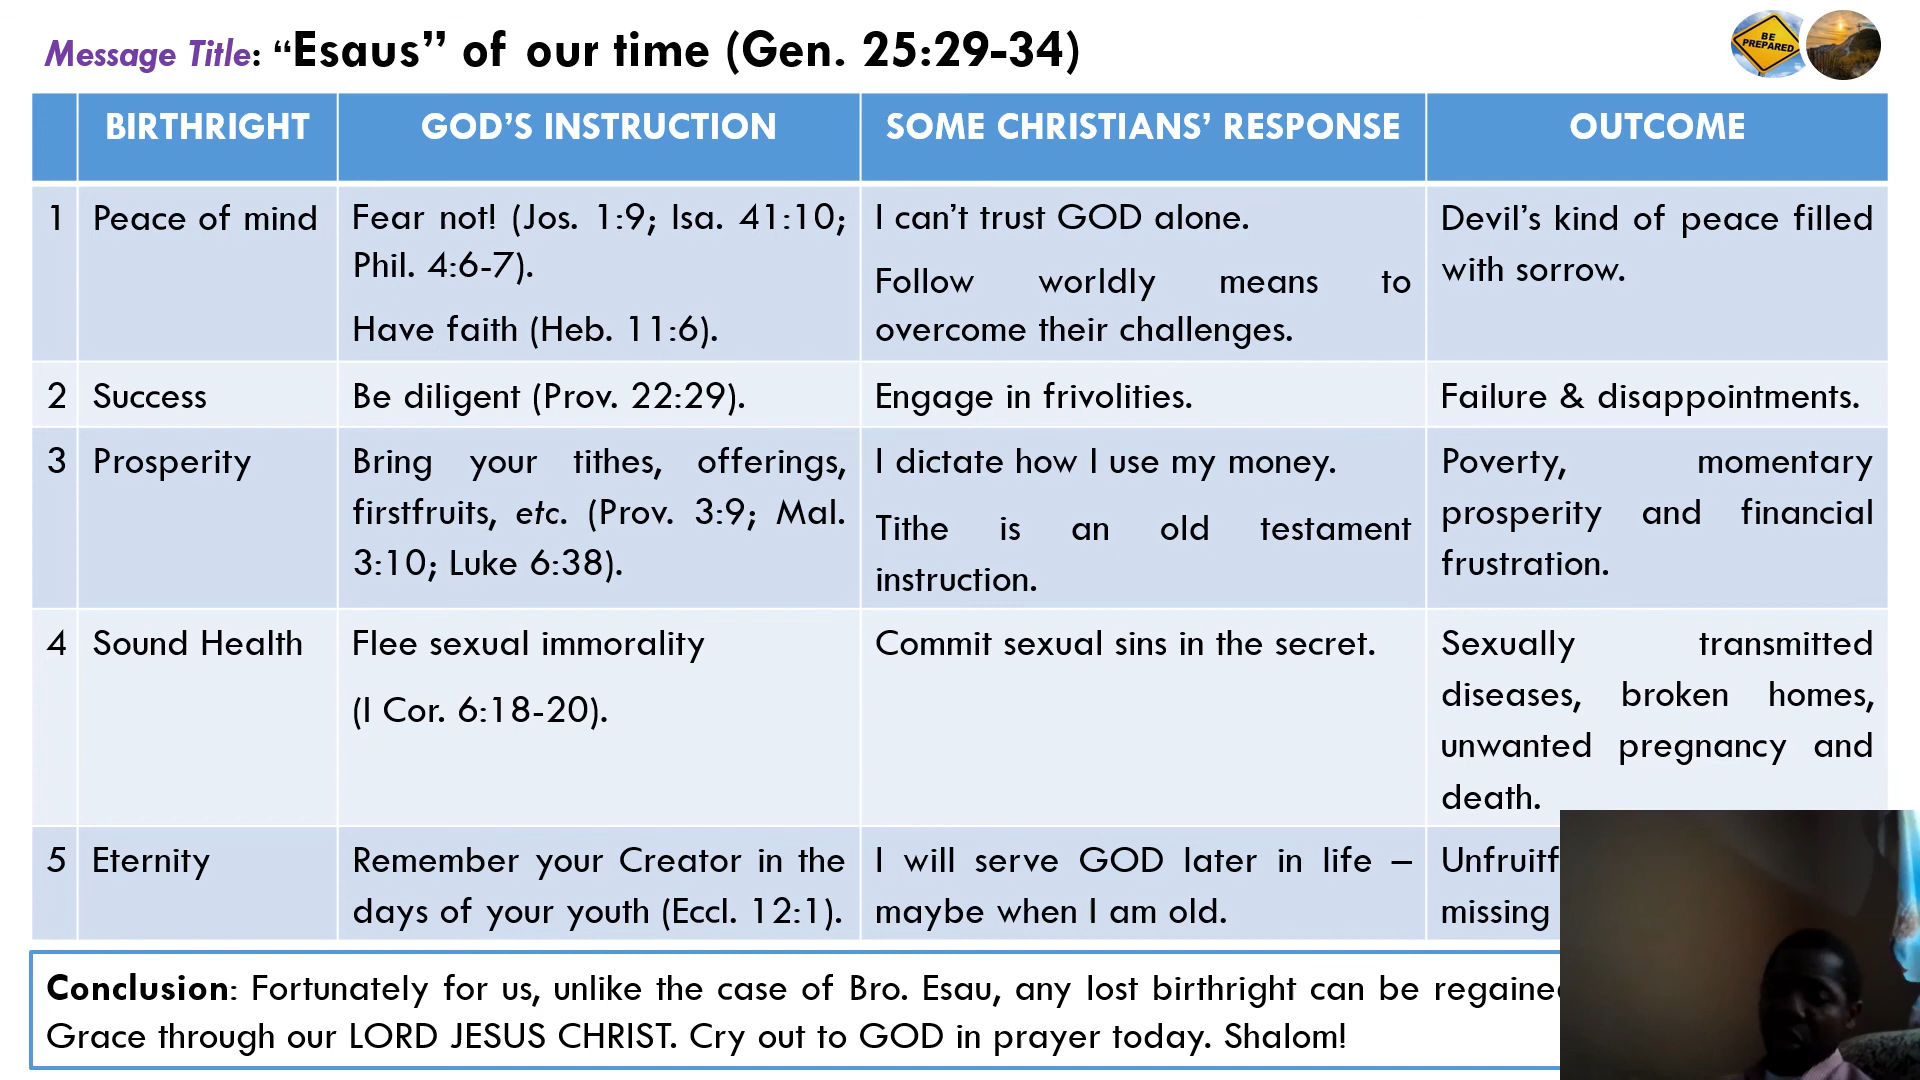 Message Title: “Esaus” of our time (Gen. 25:29-34)
BE
PREPARED
BIRTHRIGHT
GOD’S INSTRUCTION
SOME CHRISTIANS’ RESPONSE
OUTCOME
1
Peace of mind
Fear not! (Jos. 1:9; Isa. 41:10;
Phil. 4:6-7).
Have faith (Heb. 11:6).
I can’t trust GOD alone.
Follow worldly means to
overcome their challenges.
Devil’s kind of peace filled
with sorrow.
2
Success
Be diligent (Prov. 22:29).
Engage in frivolities.
Failure & disappointments.
3
Prosperity
Bring your tithes, offerings,
firstfruits, etc. (Prov. 3:9; Mal.
3:10; Luke 6:38).
I dictate how I use my money.
Tithe is an old testament
instruction.
Poverty, momentary
prosperity and financial
frustration.
4
Sound Health
Flee sexual immorality
(I Cor. 6:18-20).
Commit sexual sins in the secret.
Sexually transmitted
diseases, broken homes,
unwanted pregnancy and
death.
5
Eternity
Remember your Creator in the
days of your youth (Eccl. 12:1).
I will serve GOD later in life –
maybe when I am old.
missing
Conclusion: Fortunately for us, unlike the case of Bro. Esau, any lost birthright can be
Grace through our LORD JESUS CHRIST. Cry out to GOD in prayer today. Shalom!